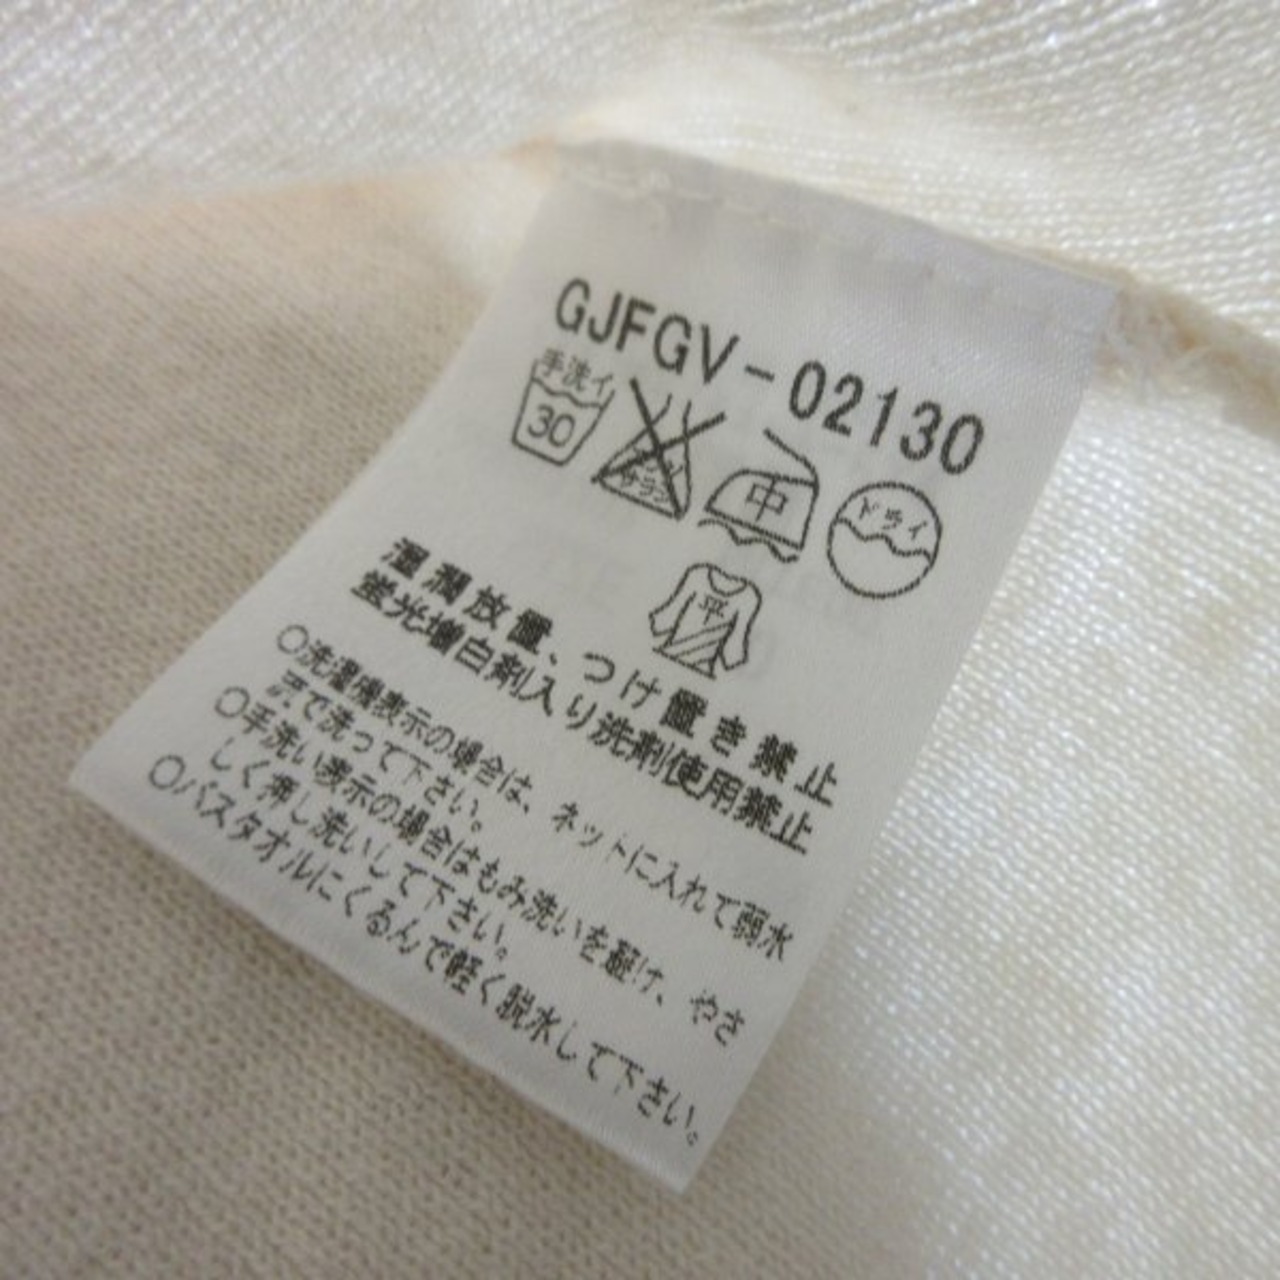 GJFGV-02130
手洗イ
30
サラシ
中
ドライ
平
湿潤放置、つけ置き禁止
蛍光増白剤入り洗剤使用禁止
○洗濯機表示の場合は、ネットに入れて弱水
流で洗って下さい。
○手洗い表示の場合はもみ洗いを避け、やさ
しく押し洗いして下さい。
○バスタオルにくるんで軽く脱水して下さい。